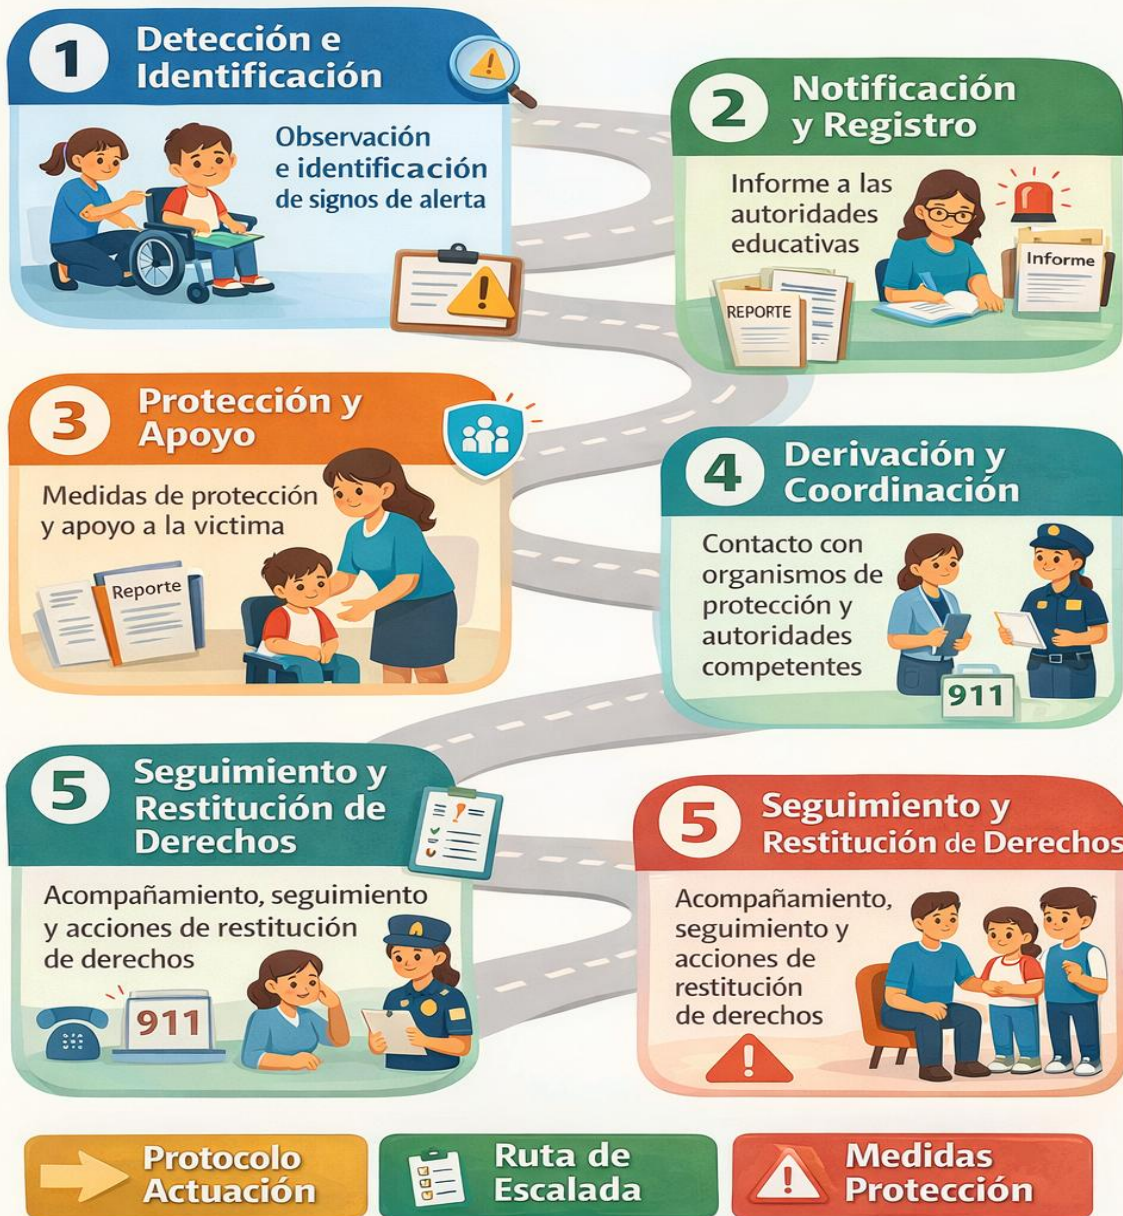 1
Detección e
Identificación
Observación
e identificación
de signos de alerta
2
Notificación
y Registro
Informe a las
autoridades
educativas
Informe
REPORTE
3
Protección y
Apoyo
Medidas de protección
y apoyo a la victima
Reporte
4
Derivación y
Coordinación
Contacto con
organismos de
protección y
autoridades
competentes
911
5
Seguimiento y
Restitución de
Derechos
Acompañamiento, seguimiento
y acciones de restitución
de derechos
911
5
Seguimiento y
Restitución de Derechos
Acompañamiento,
seguimiento y
acciones de
restitución
de derechos
Protocolo
Actuación
Ruta de
Escalada
Medidas
Protección